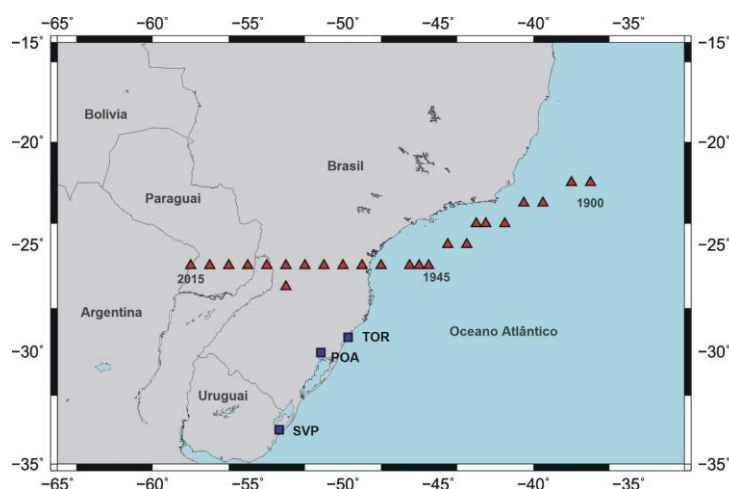 −65˚ −60˚ −55˚ −50˚ −45˚ −40˚ −35˚
−15˚ −15˚
Bolívia
−20˚ −20˚
Brasil
Paraguai
1900
−25˚ −25˚
2015 1945
Argentina TOR Oceano Atlântico
−30˚ POA −30˚
Uruguai
SVP
−35˚ −35˚
−65˚ −60˚ −55˚ −50˚ −45˚ −40˚ −35˚